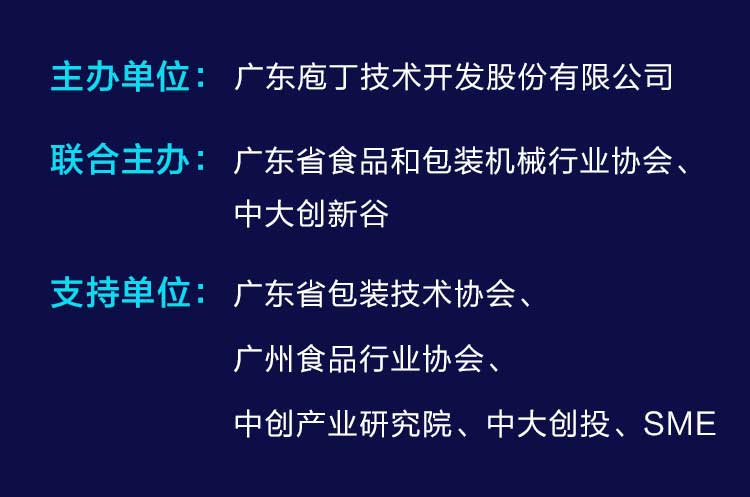 主办单位：广东庖丁技术开发股份有限公司
联合主办：广东省食品和包装机械行业协会、
中大创新谷
支持单位：广东省包装技术协会、
广州食品行业协会、
中创产业研究院、中大创投、SME